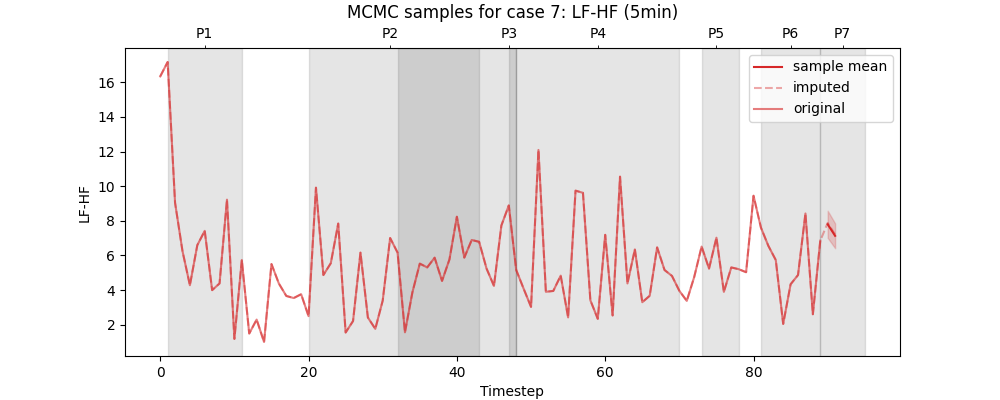 MCMC samples for case 7: LF-HF (5min)
P1 P2 P3 P4 P5 P6 P7
sample mean
imputed
original
LF-HF
16
14
12
10
8
6
4
2
0 20 40 60 80
Timestep